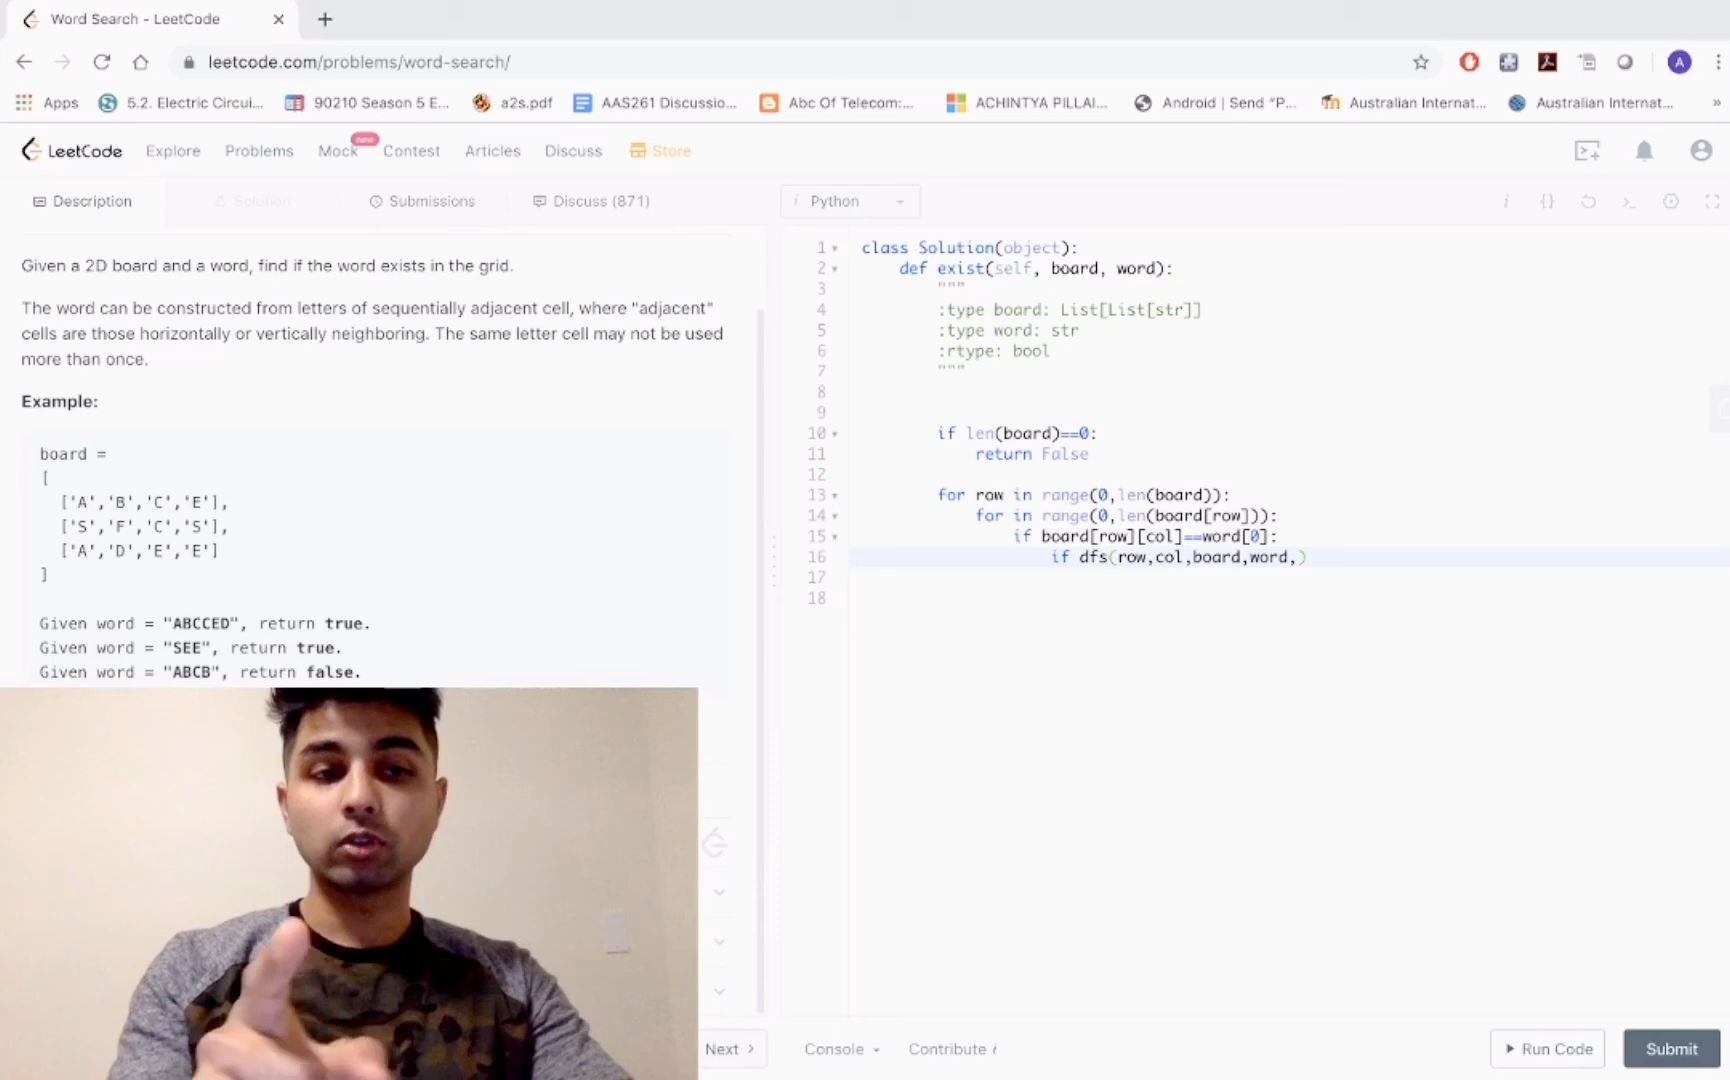 Word Search - LeetCode
leetcode.com/problems/word-search/
A
Apps
5.2. Electric Circui...
90210 Season 5 E...
a2s.pdf
AAS261 Discussio...
Abc Of Telecom:...
ACHINTYA PILLAI...
Android | Send “P...
Australian Internat...
Australian Internat...
»
LeetCode
Explore
Problems
Mock
new
Contest
Articles
Discuss
Store
Description
Solution
Submissions
Discuss (871)
i Python
Given a 2D board and a word, find if the word exists in the grid.
The word can be constructed from letters of sequentially adjacent cell, where "adjacent"
cells are those horizontally or vertically neighboring. The same letter cell may not be used
more than once.
Example:
board =
[
['A','B','C','E'],
['S','F','C','S'],
['A','D','E','E']
]
Given word = "ABCCED", return true.
Given word = "SEE", return true.
Given word = "ABCB", return false.
1 class Solution(object):
2 def exist(self, board, word):
3 """
4 :type board: List[List[str]]
5 :type word: str
6 :rtype: bool
7 """
8
9
10 if len(board)==0:
11 return False
12
13 for row in range(0,len(board)):
14 for in range(0,len(board[row])):
15 if board[row][col]==word[0]:
16 if dfs(row,col,board,word,)
17
18
Next
Console
Contribute i
Run Code
Submit